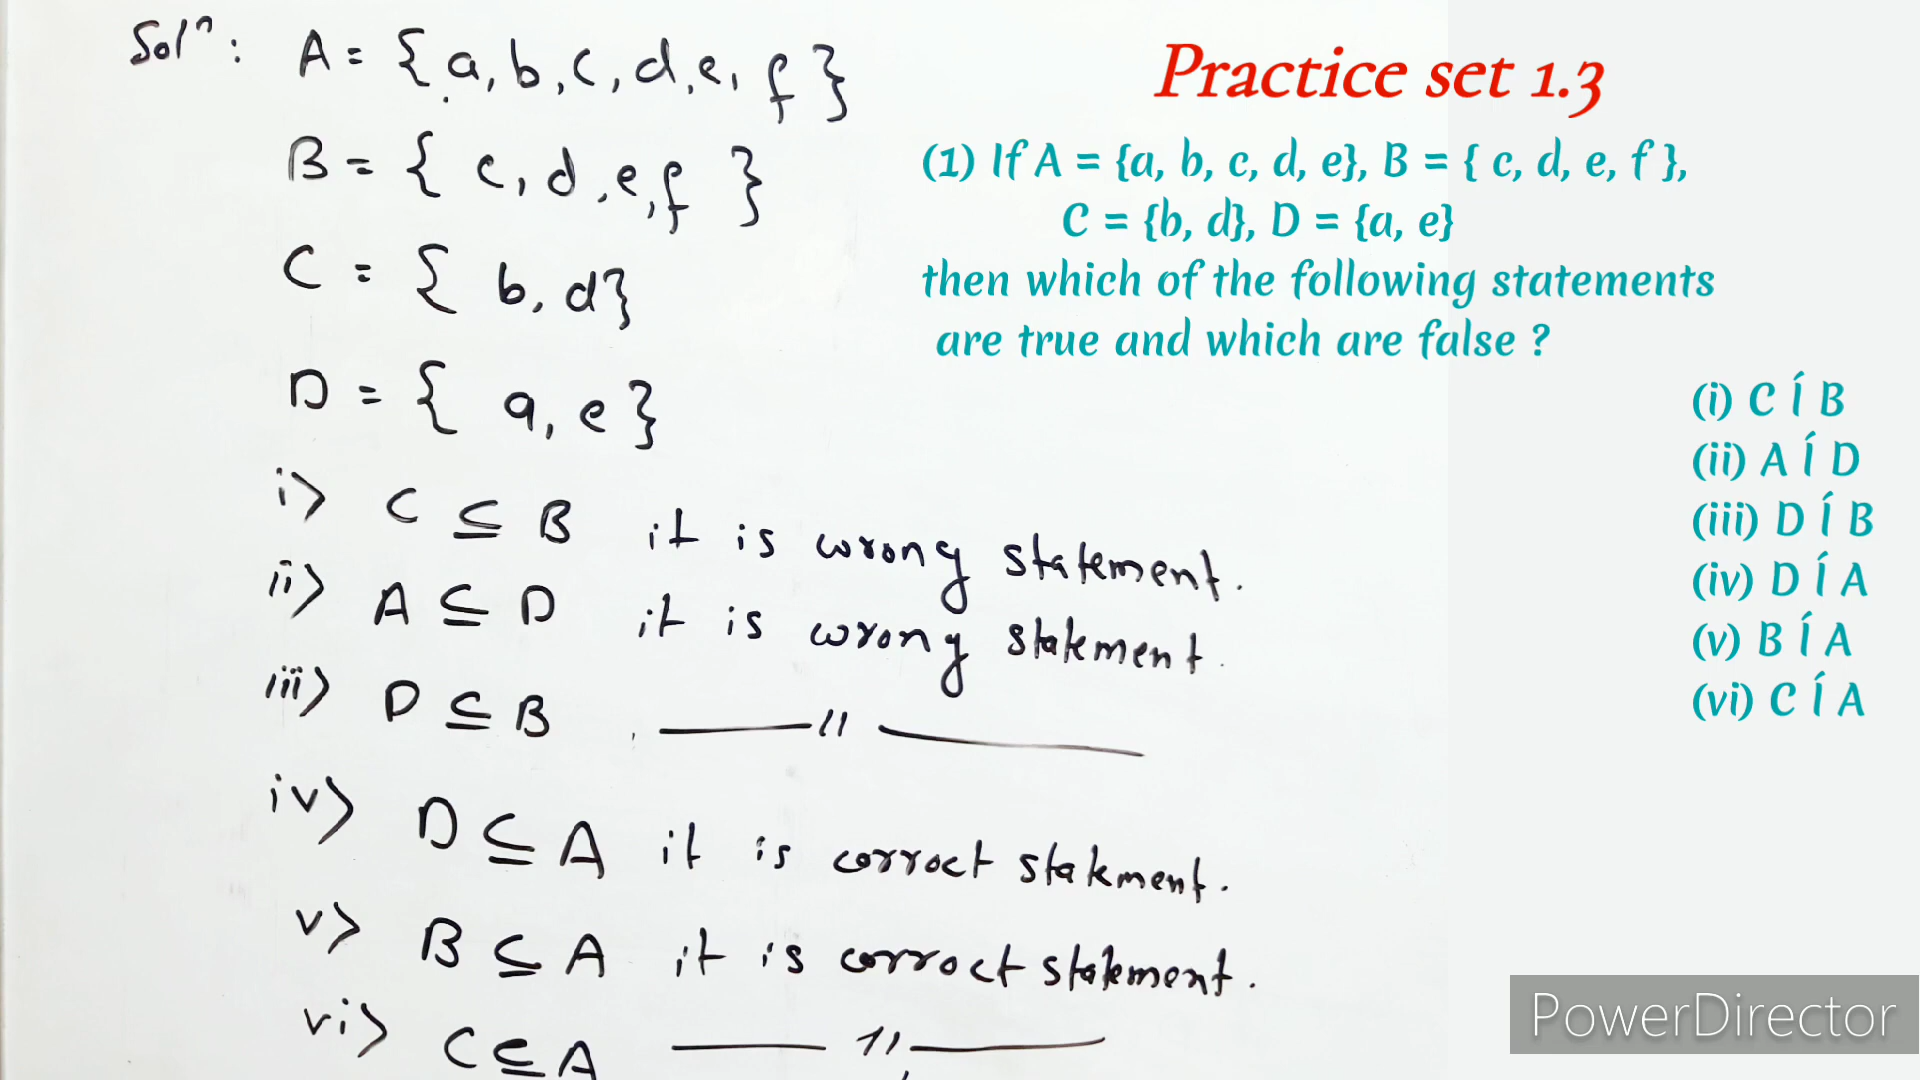 Solⁿ: A = {a, b, c, d, e, f}
B = { c, d, e, f }
C = { b, d}
D = { a, e}
i) C ⊆ B it is wrong statement.
ii) A ⊆ D it is wrong statement.
iii) D ⊆ B —— 〃 ——
iv) D ⊆ A it is corroct statement.
v) B ⊆ A it is corroct statement.
vi) C ⊆ A —— 〃 ——
Practice set 1.3
(1) If A = {a, b, c, d, e}, B = { c, d, e, f },
C = {b, d}, D = {a, e}
then which of the following statements
are true and which are false ?
(i) C Í B
(ii) A Í D
(iii) D Í B
(iv) D Í A
(v) B Í A
(vi) C Í A
PowerDirector